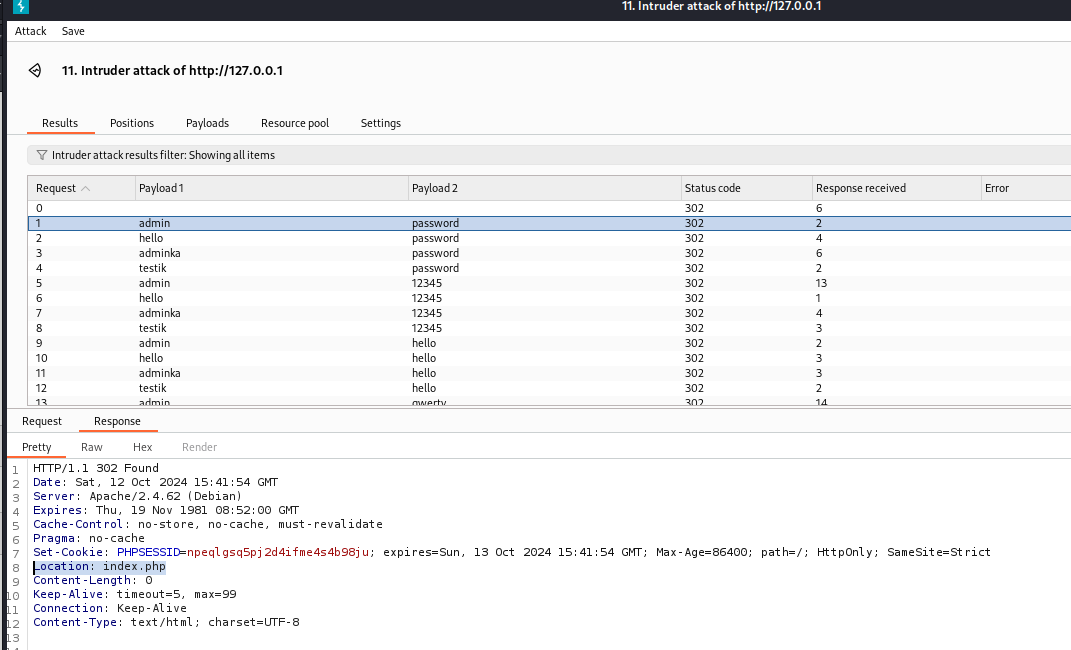 11. Intruder attack of http://127.0.0.1
Attack Save
11. Intruder attack of http://127.0.0.1
Results Positions Payloads Resource pool Settings
Intruder attack results filter: Showing all items
Request Payload 1 Payload 2 Status code Response received Error
0 302 6
1 admin password 302 2
2 hello password 302 4
3 adminka password 302 6
4 testik password 302 2
5 admin 12345 302 13
6 hello 12345 302 1
7 adminka 12345 302 4
8 testik 12345 302 3
9 admin hello 302 2
10 hello hello 302 3
11 adminka hello 302 3
12 testik hello 302 2
13 admin qwerty 302 14
Request Response
Pretty Raw Hex Render
1 HTTP/1.1 302 Found
2 Date: Sat, 12 Oct 2024 15:41:54 GMT
3 Server: Apache/2.4.62 (Debian)
4 Expires: Thu, 19 Nov 1981 08:52:00 GMT
5 Cache-Control: no-store, no-cache, must-revalidate
6 Pragma: no-cache
7 Set-Cookie: PHPSESSID=npeqlgsq5pj2d4ifme4s4b98ju; expires=Sun, 13 Oct 2024 15:41:54 GMT; Max-Age=86400; path=/; HttpOnly; SameSite=Strict
8 Location: index.php
9 Content-Length: 0
10 Keep-Alive: timeout=5, max=99
11 Connection: Keep-Alive
12 Content-Type: text/html; charset=UTF-8
13